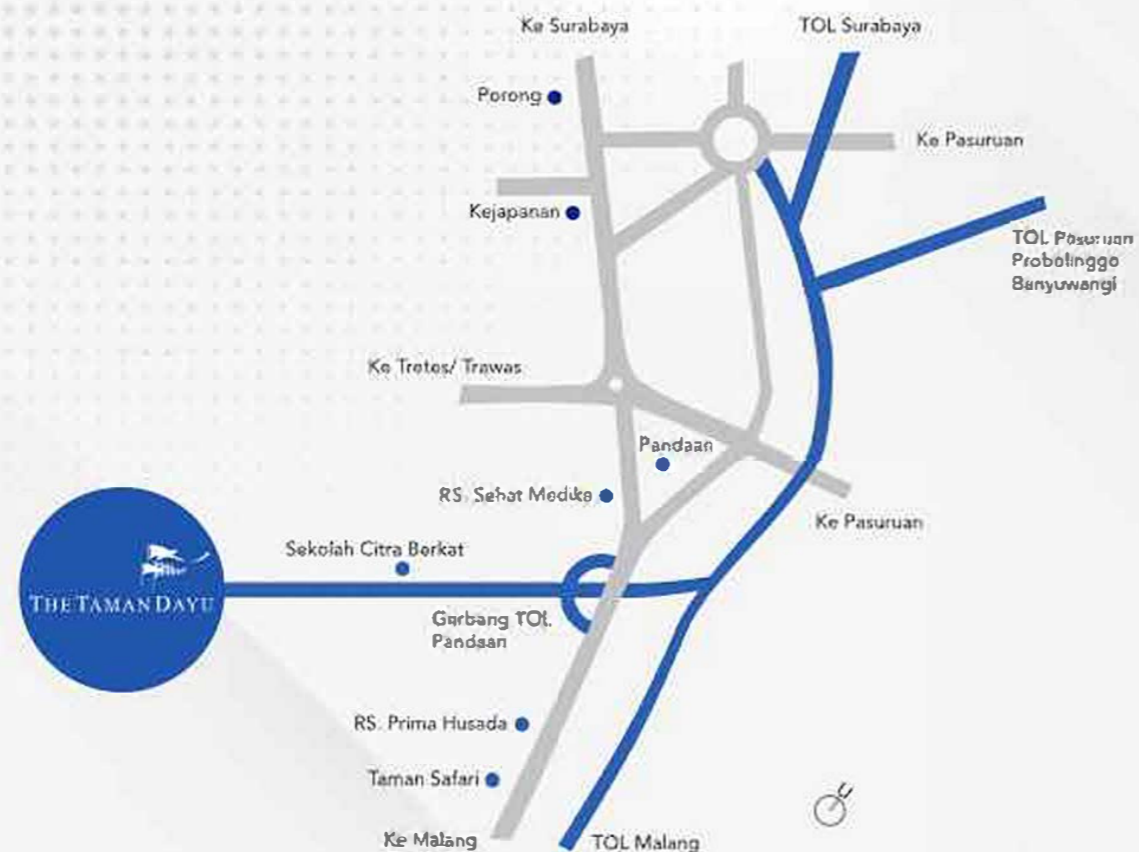 Ke Surabaya
TOL Surabaya
Porong
Ke Pasuruan
Kejapanan
TOL Pasuruan
Probolinggo
Banyuwangi
Ke Tretes/ Trawas
Pandaan
RS. Sehat Medika
Ke Pasuruan
Sekolah Citra Berkat
THE TAMAN DAYU
Gerbang TOL
Pandaan
RS. Prima Husada
Taman Safari
Ke Malang
TOL Malang
U